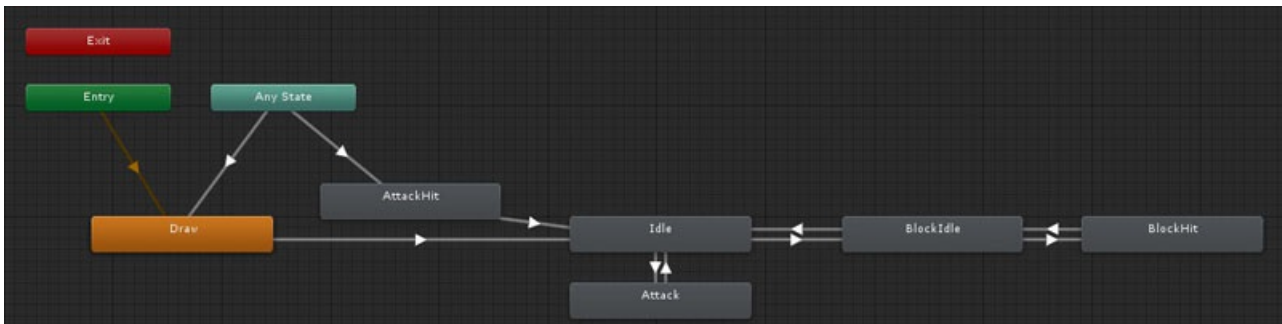 Exit
Entry
Any State
AttackHit
Draw
Idle
BlockIdle
BlockHit
Attack